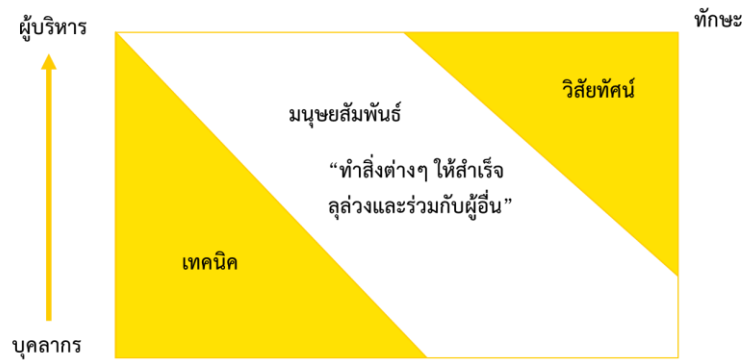 ผู้บริหาร
ทักษะ
วิสัยทัศน์
มนุษยสัมพันธ์
“ทำสิ่งต่างๆ ให้สำเร็จ
ลุล่วงและร่วมกับผู้อื่น”
เทคนิค
บุคลากร